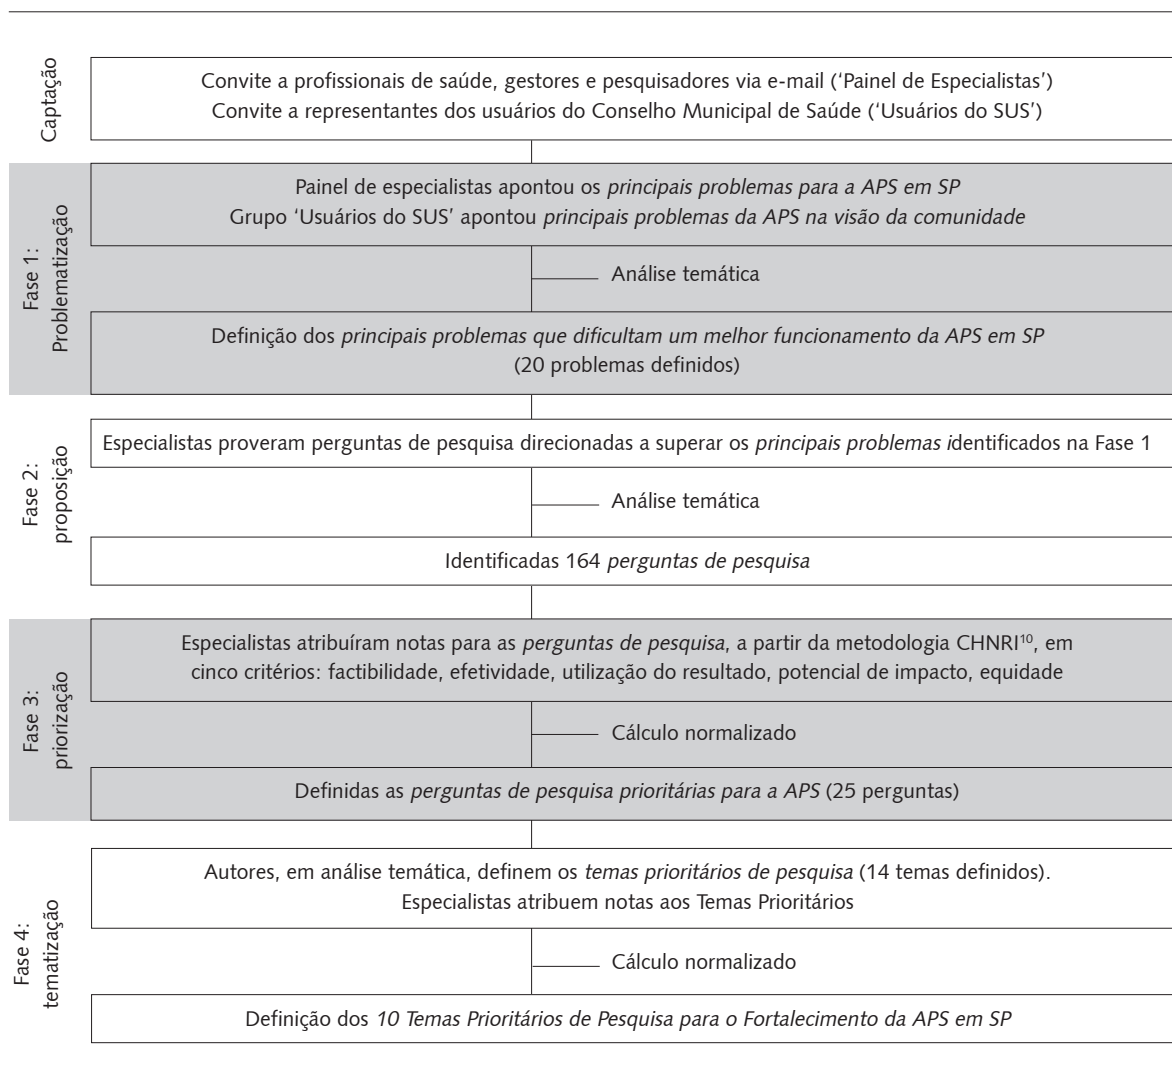 Captação
Convite a profissionais de saúde, gestores e pesquisadores via e-mail (‘Painel de Especialistas’)
Convite a representantes dos usuários do Conselho Municipal de Saúde (‘Usuários do SUS’)
Fase 1:
Problematização
Painel de especialistas apontou os principais problemas para a APS em SP
Grupo ‘Usuários do SUS’ apontou principais problemas da APS na visão da comunidade
Análise temática
Definição dos principais problemas que dificultam um melhor funcionamento da APS em SP
(20 problemas definidos)
Fase 2:
proposição
Especialistas proveram perguntas de pesquisa direcionadas a superar os principais problemas identificados na Fase 1
Análise temática
Identificadas 164 perguntas de pesquisa
Fase 3:
priorização
Especialistas atribuíram notas para as perguntas de pesquisa, a partir da metodologia CHNRI¹⁰, em
cinco critérios: factibilidade, efetividade, utilização do resultado, potencial de impacto, equidade
Cálculo normalizado
Definidas as perguntas de pesquisa prioritárias para a APS (25 perguntas)
Fase 4:
tematização
Autores, em análise temática, definem os temas prioritários de pesquisa (14 temas definidos).
Especialistas atribuem notas aos Temas Prioritários
Cálculo normalizado
Definição dos 10 Temas Prioritários de Pesquisa para o Fortalecimento da APS em SP